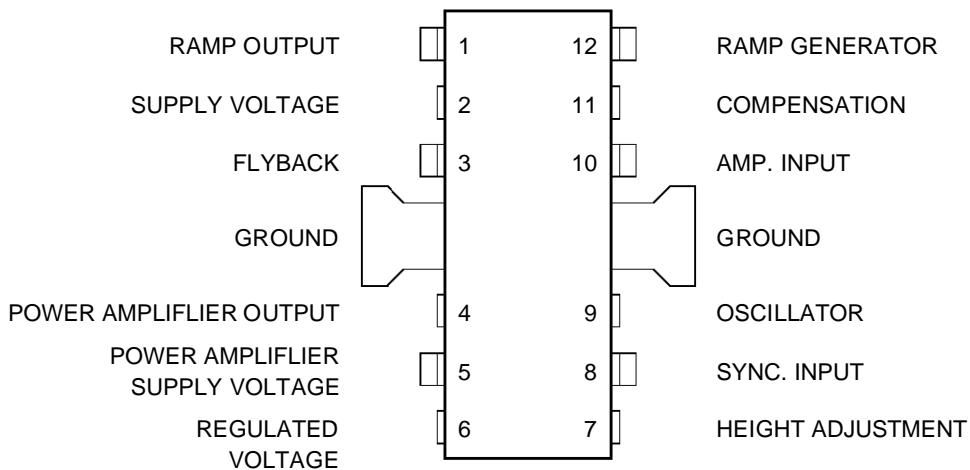 RAMP OUTPUT 1 12 RAMP GENERATOR
SUPPLY VOLTAGE 2 11 COMPENSATION
FLYBACK 3 10 AMP. INPUT
GROUND GROUND
POWER AMPLIFLIER OUTPUT 4 9 OSCILLATOR
POWER AMPLIFLIER
SUPPLY VOLTAGE 5 8 SYNC. INPUT
REGULATED
VOLTAGE 6 7 HEIGHT ADJUSTMENT